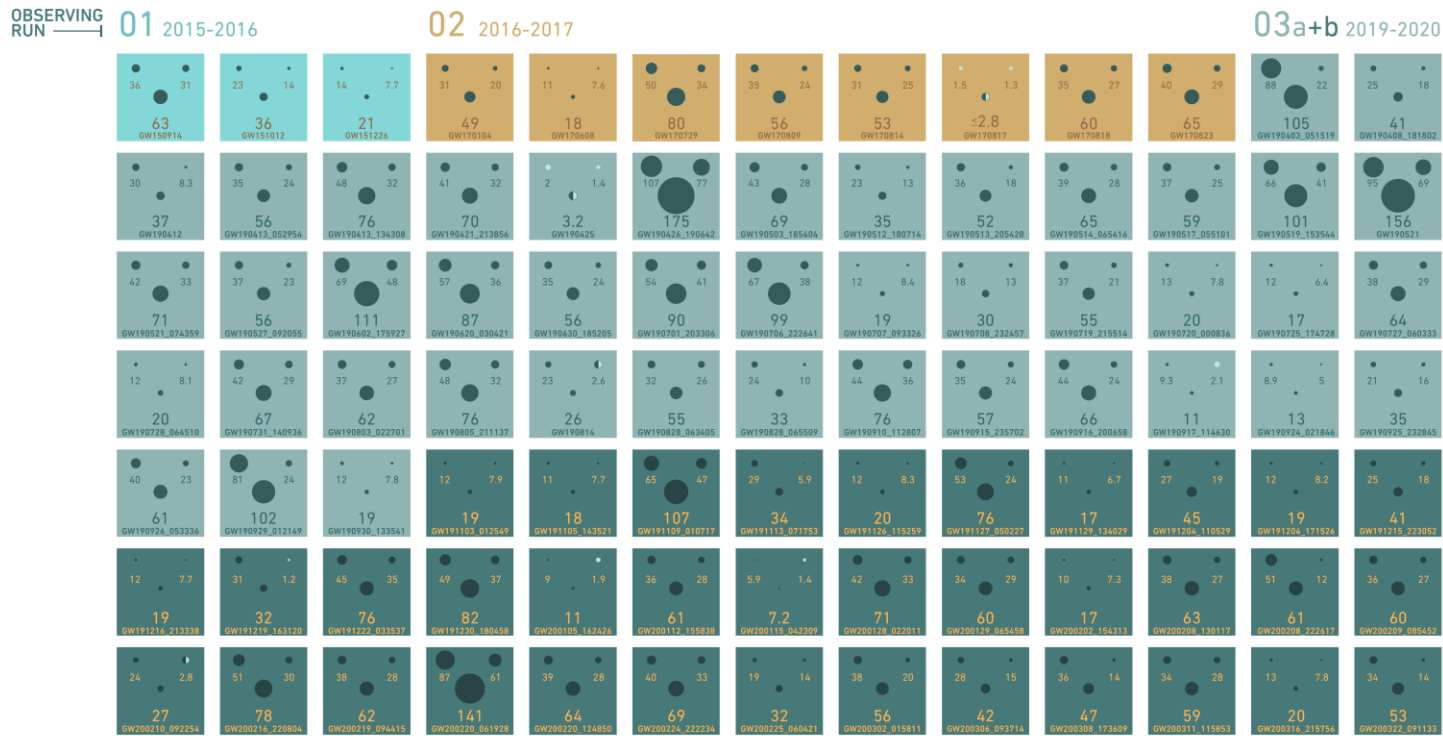 OBSERVING
RUN
01 2015-2016
02 2016-2017
03a+b 2019-2020
36 31
63
GW150914
23 14
36
GW151012
14 7.7
21
GW151226
31 20
49
GW170104
11 7.6
18
GW170608
50 34
80
GW170729
35 24
56
GW170809
31 25
53
GW170814
1.5 1.3
≤2.8
GW170817
35 27
60
GW170818
40 29
65
GW170823
88 22
105
GW190403_051519
25 18
41
GW190408_181802
30 8.3
37
GW190412
35 24
56
GW190413_052954
48 32
76
GW190413_134308
41 32
70
GW190421_213856
2 1.4
3.2
GW190425
107 77
175
GW190426_190642
43 28
69
GW190503_185404
23 13
35
GW190512_180714
36 18
52
GW190513_205428
39 28
65
GW190514_065416
37 25
59
GW190517_055101
66 41
101
GW190519_153544
95 69
156
GW190521
42 33
71
GW190521_074359
37 23
56
GW190527_092055
69 48
111
GW190602_175927
57 36
87
GW190620_030421
35 24
56
GW190630_185205
54 41
90
GW190701_203306
67 38
99
GW190706_222641
12 8.4
19
GW190707_093326
18 13
30
GW190708_232457
37 21
55
GW190719_215514
13 7.8
20
GW190720_000836
12 6.4
17
GW190725_174728
38 29
64
GW190727_060333
12 8.1
20
GW190728_064510
42 29
67
GW190731_140936
37 27
62
GW190803_022701
48 32
76
GW190805_211137
23 2.6
26
GW190814
32 26
55
GW190828_063405
24 10
33
GW190828_065509
44 36
76
GW190910_112807
35 24
57
GW190915_235702
44 24
66
GW190916_200658
9.3 2.1
11
GW190917_114630
8.9 5
13
GW190924_021846
21 16
35
GW190925_232845
40 23
61
GW190926_053336
81 24
102
GW190929_012149
12 7.8
19
GW190930_133541
12 7.9
19
GW191103_012549
11 7.7
18
GW191105_143521
65 47
107
GW191109_010717
29 5.9
34
GW191113_071753
12 8.3
20
GW191126_115259
53 24
76
GW191127_050227
11 6.7
17
GW191129_134029
27 19
45
GW191204_110529
12 8.2
19
GW191204_171526
25 18
41
GW191215_223052
12 7.7
19
GW191216_213338
31 1.2
32
GW191219_163120
45 35
76
GW191222_033537
49 37
82
GW191230_180458
9 1.9
11
GW200105_162426
36 28
61
GW200112_155838
5.9 1.4
7.2
GW200115_042309
42 33
71
GW200128_022011
34 29
60
GW200129_065458
10 7.3
17
GW200202_154313
38 27
63
GW200208_130117
51 12
61
GW200208_222617
36 27
60
GW200209_085452
24 2.8
27
GW200210_092254
51 30
78
GW200216_220804
38 28
62
GW200219_094415
87 61
141
GW200220_061928
39 28
64
GW200220_124850
40 33
69
GW200224_222234
19 14
32
GW200225_060421
38 20
56
GW200302_015811
28 15
42
GW200306_093714
36 14
47
GW200308_173609
34 28
59
GW200311_115853
13 7.8
20
GW200316_215756
34 14
53
GW200322_091133